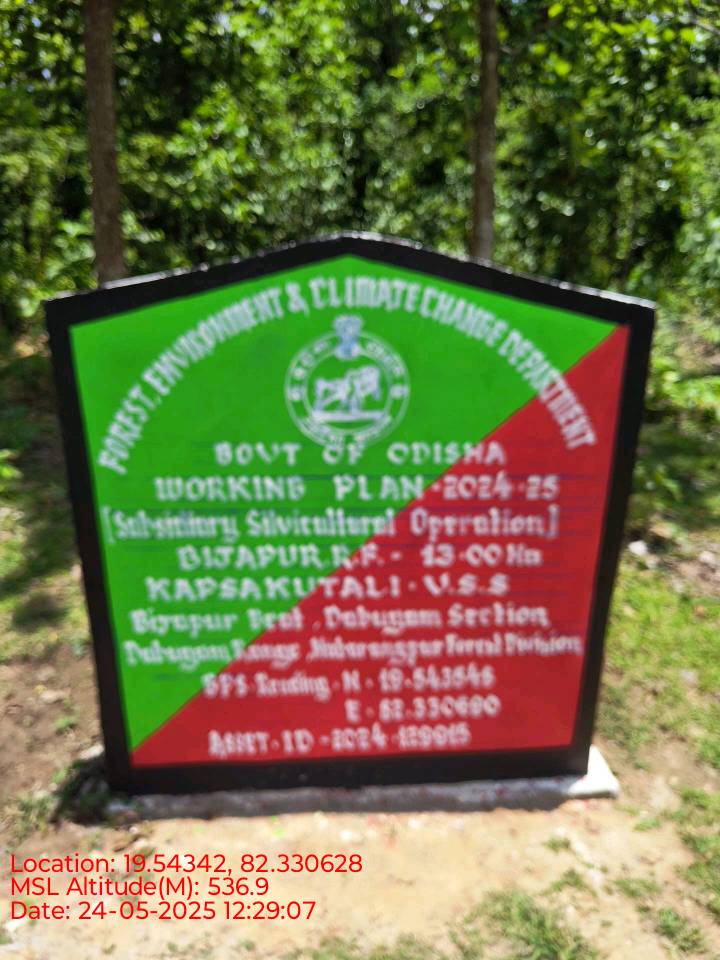 FOREST, ENVIRONMENT & CLIMATE CHANGE DEPARTMENT
GOVT OF ODISHA
WORKING PLAN-2024-25
[Subsidiary Silvicultural Operation]
BIJAPUR R.F. - 13.00 Ha
KAPSAKUTALI - V.S.S
Bijapur Beat, Dabugam Section
Dabugam Range, Nabarangpur Forest Division
GPS Reading - N - 19.543546
E - 82.330690
ASSET - ID - 2024
Location: 19.54342, 82.330628
MSL Altitude(M): 536.9
Date: 24-05-2025 12:29:07